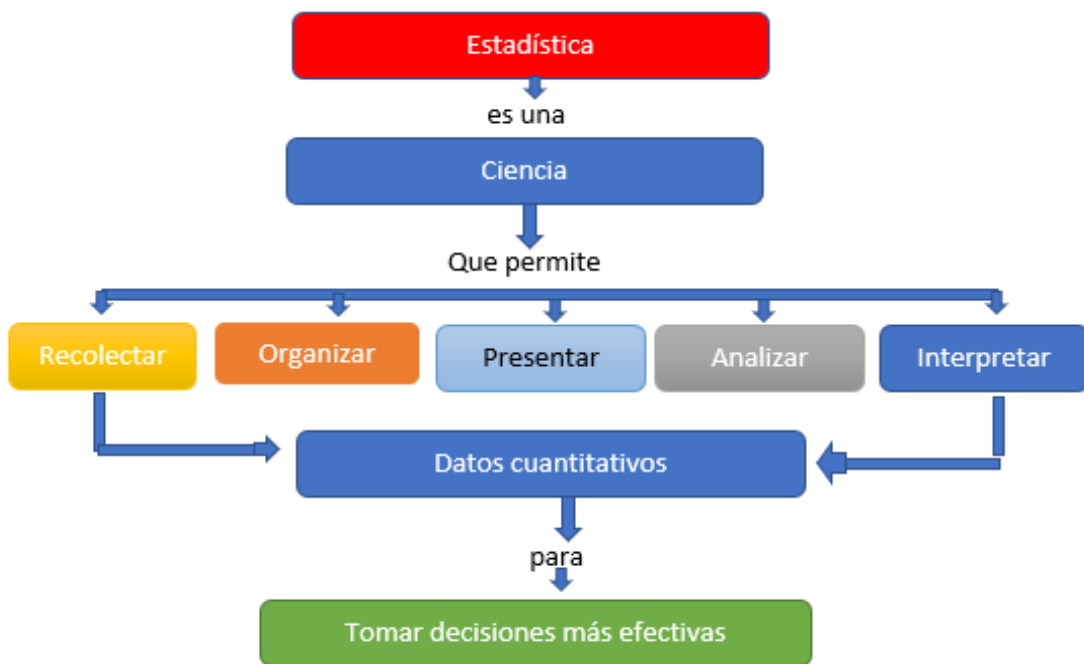 Estadística
es una
Ciencia
Que permite
Recolectar
Organizar
Presentar
Analizar
Interpretar
Datos cuantitativos
para
Tomar decisiones más efectivas